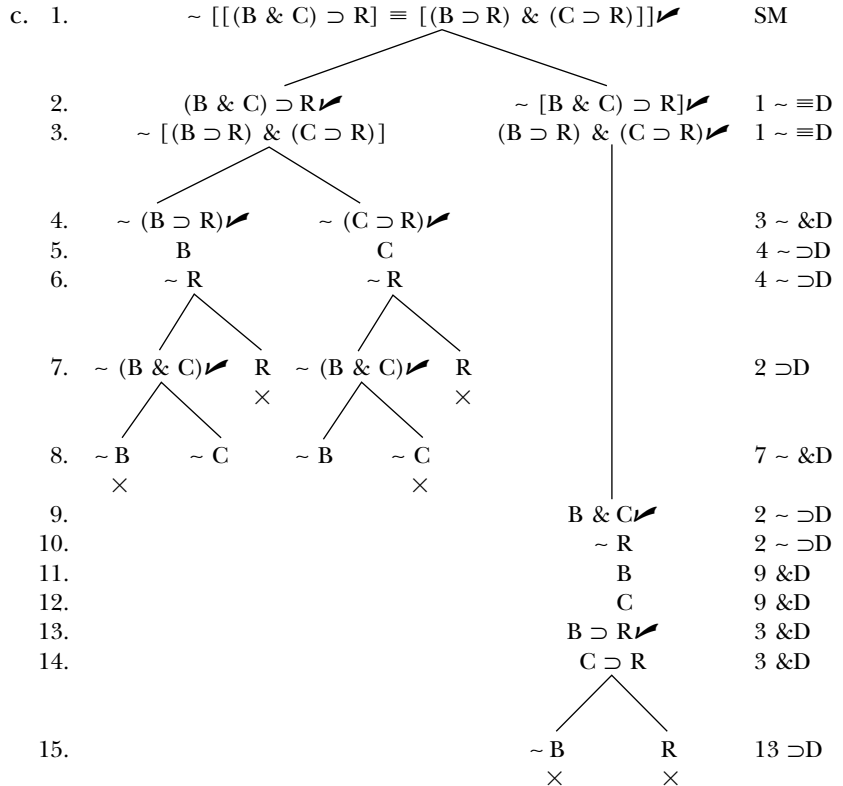 c. 1. ~ [[(B & C) ⊃ R] ≡ [(B ⊃ R) & (C ⊃ R)]]✔ SM
2. (B & C) ⊃ R✔ ~ [B & C) ⊃ R]✔ 1 ~ ≡D
3. ~ [(B ⊃ R) & (C ⊃ R)] (B ⊃ R) & (C ⊃ R)✔ 1 ~ ≡D
4. ~ (B ⊃ R)✔ ~ (C ⊃ R)✔ 3 ~ &D
5. B C 4 ~ ⊃D
6. ~ R ~ R 4 ~ ⊃D
7. ~ (B & C)✔ R ~ (B & C)✔ R 2 ⊃D
× ×
8. ~ B ~ C ~ B ~ C 7 ~ &D
× ×
9. B & C✔ 2 ~ ⊃D
10. ~ R 2 ~ ⊃D
11. B 9 &D
12. C 9 &D
13. B ⊃ R✔ 3 &D
14. C ⊃ R 3 &D
15. ~ B R 13 ⊃D
× ×